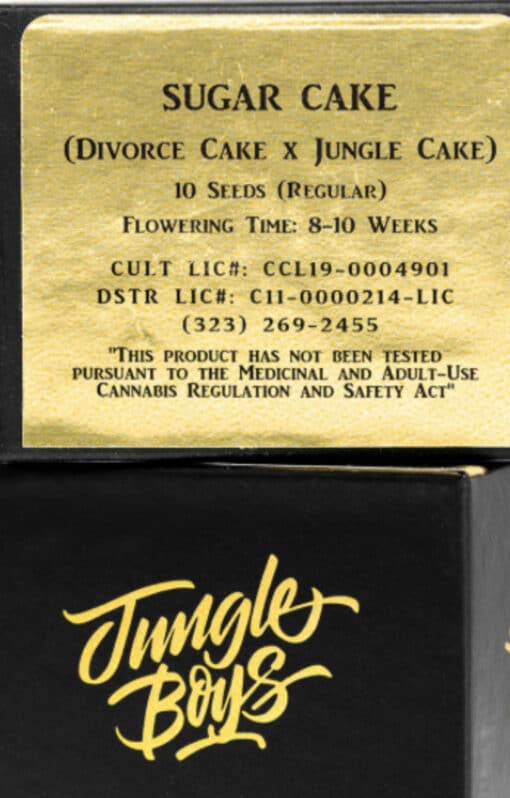 SUGAR CAKE
(DIVORCE CAKE X JUNGLE CAKE)
10 SEEDS (REGULAR)
FLOWERING TIME: 8-10 WEEKS
CULT LIC#: CCL19-0004901
DSTR LIC#: C11-0000214-LIC
(323) 269-2455
"THIS PRODUCT HAS NOT BEEN TESTED
PURSUANT TO THE MEDICINAL AND ADULT-USE
CANNABIS REGULATION AND SAFETY ACT"
Jungle
Boys